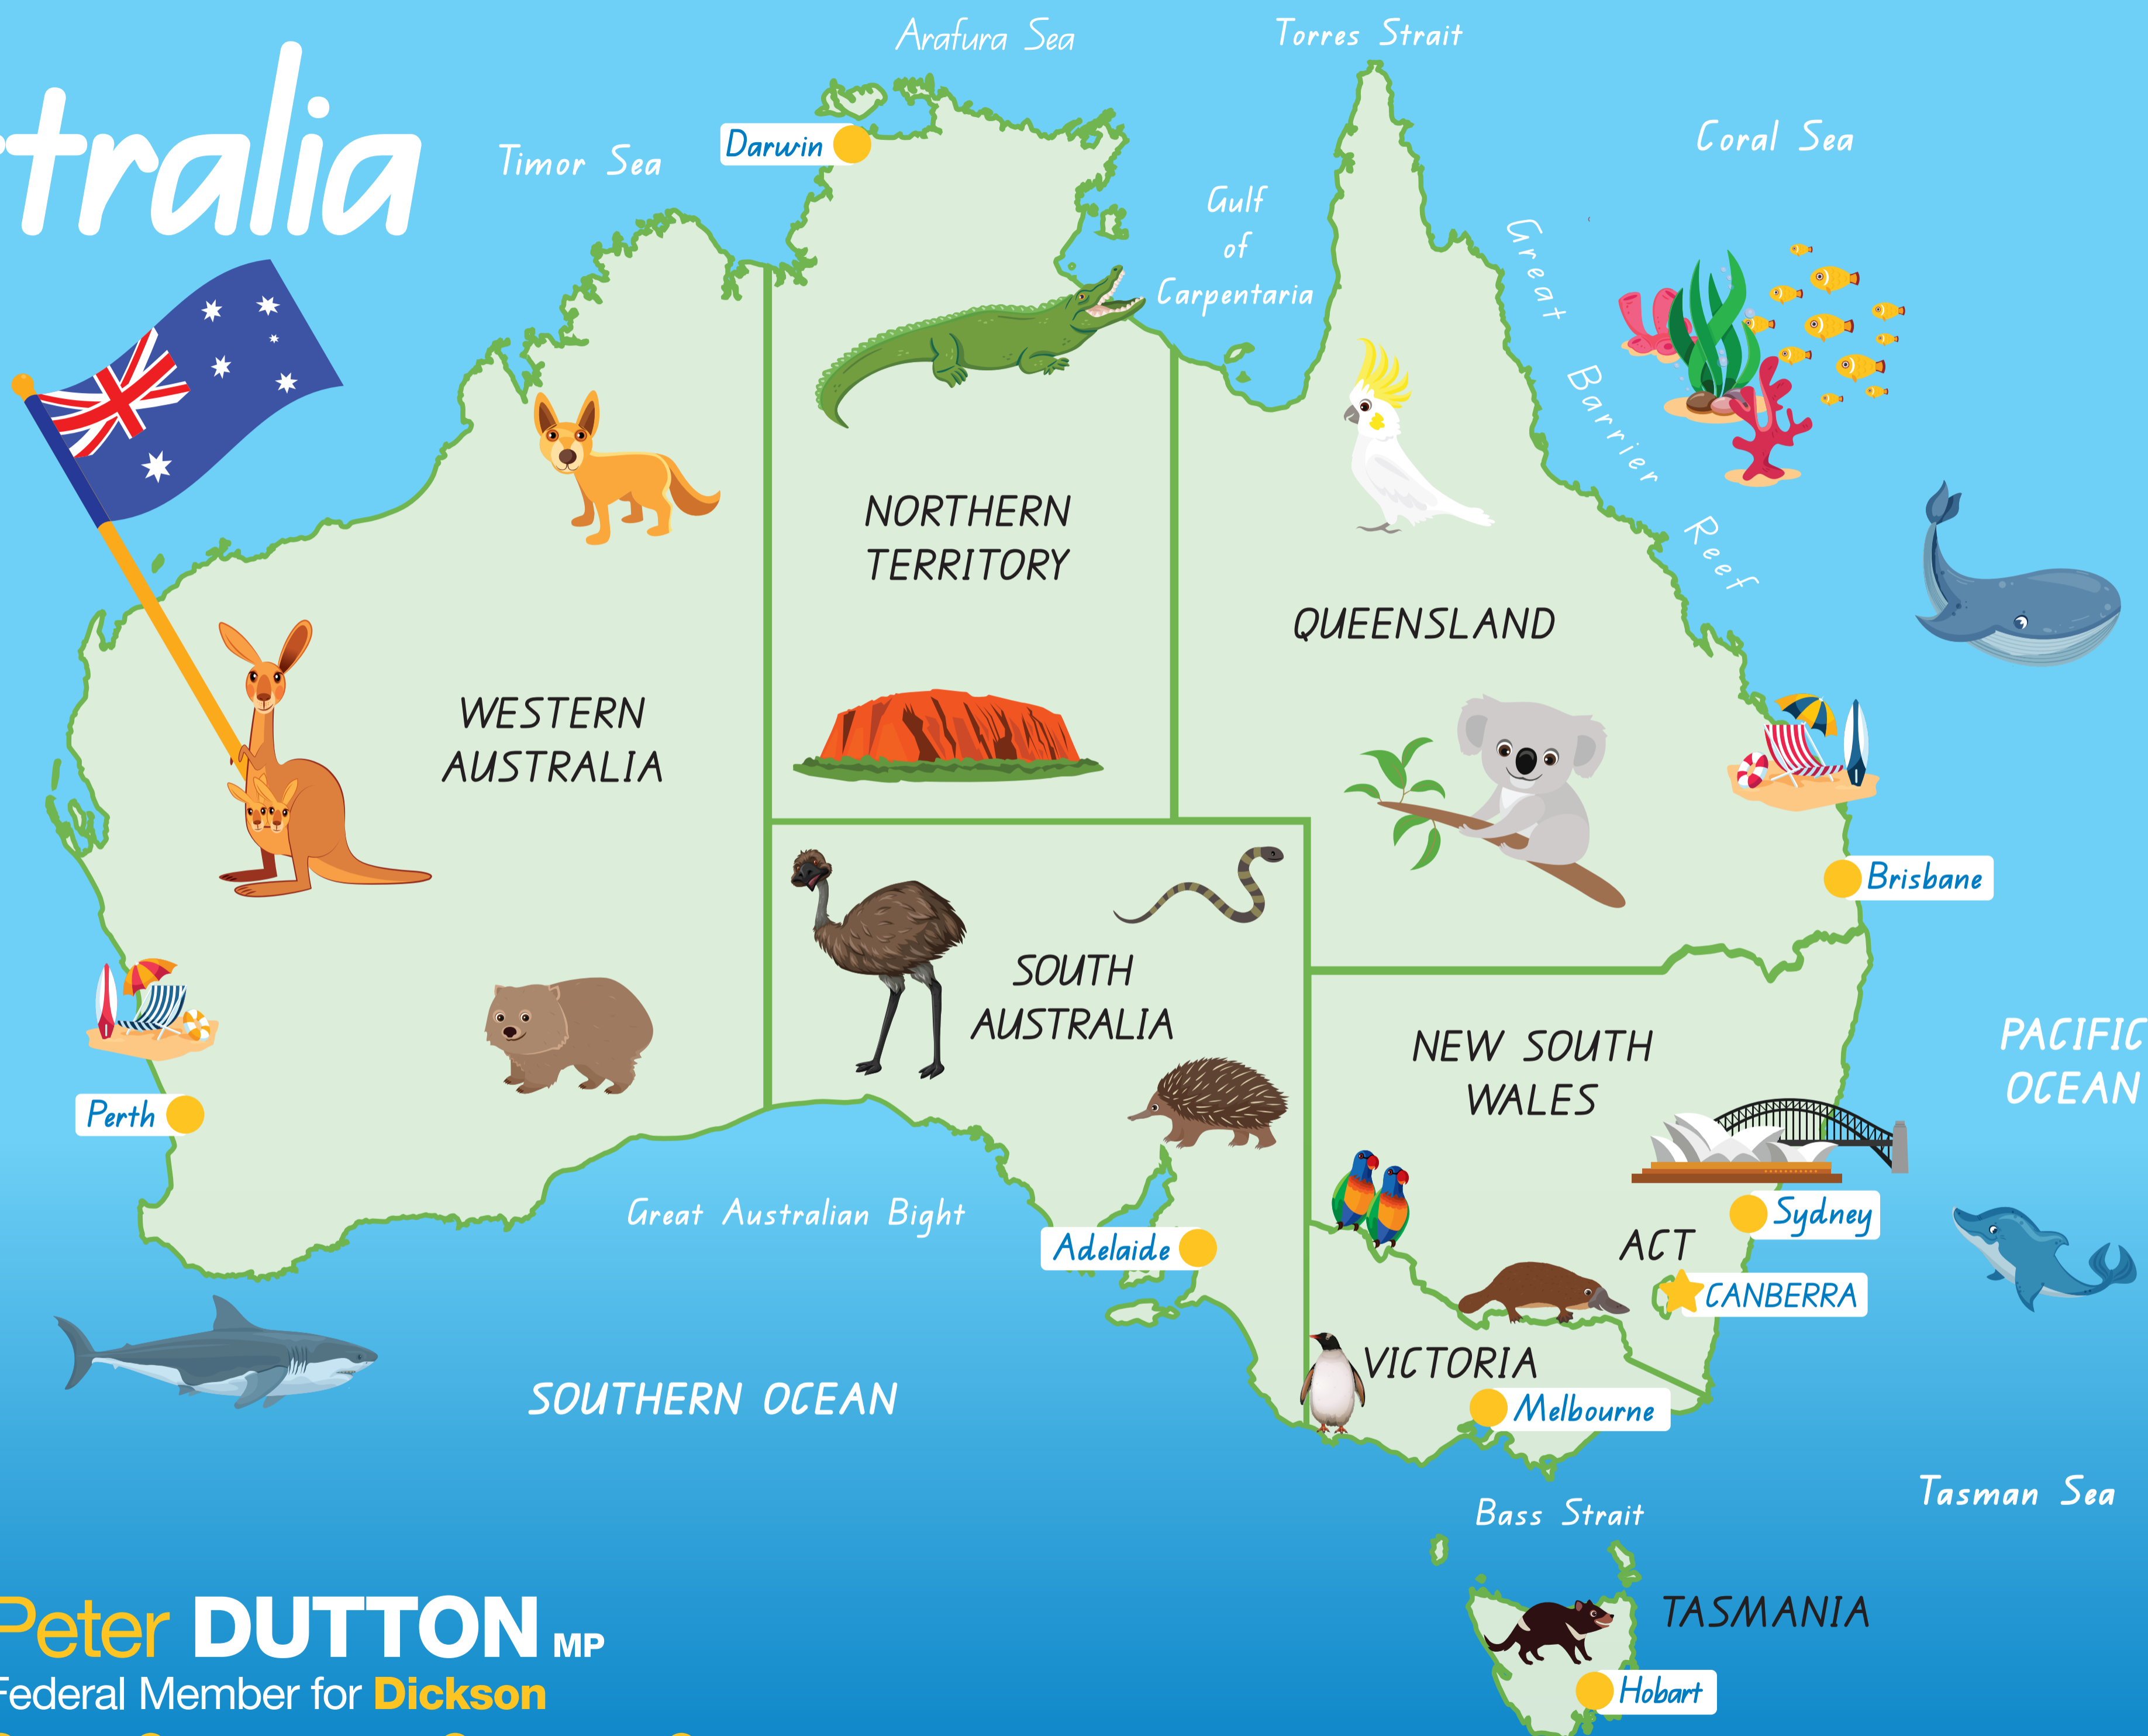 Arafura Sea
Torres Strait
tralia
Timor Sea
Darwin
Coral Sea
Gulf
of
Carpentaria
Great Barrier Reef
NORTHERN
TERRITORY
QUEENSLAND
WESTERN
AUSTRALIA
Brisbane
SOUTH
AUSTRALIA
NEW SOUTH
WALES
PACIFIC
OCEAN
Perth
Great Australian Bight
Adelaide
Sydney
ACT
CANBERRA
SOUTHERN OCEAN
VICTORIA
Melbourne
Tasman Sea
Bass Strait
TASMANIA
Hobart
Peter DUTTON MP
Federal Member for Dickson